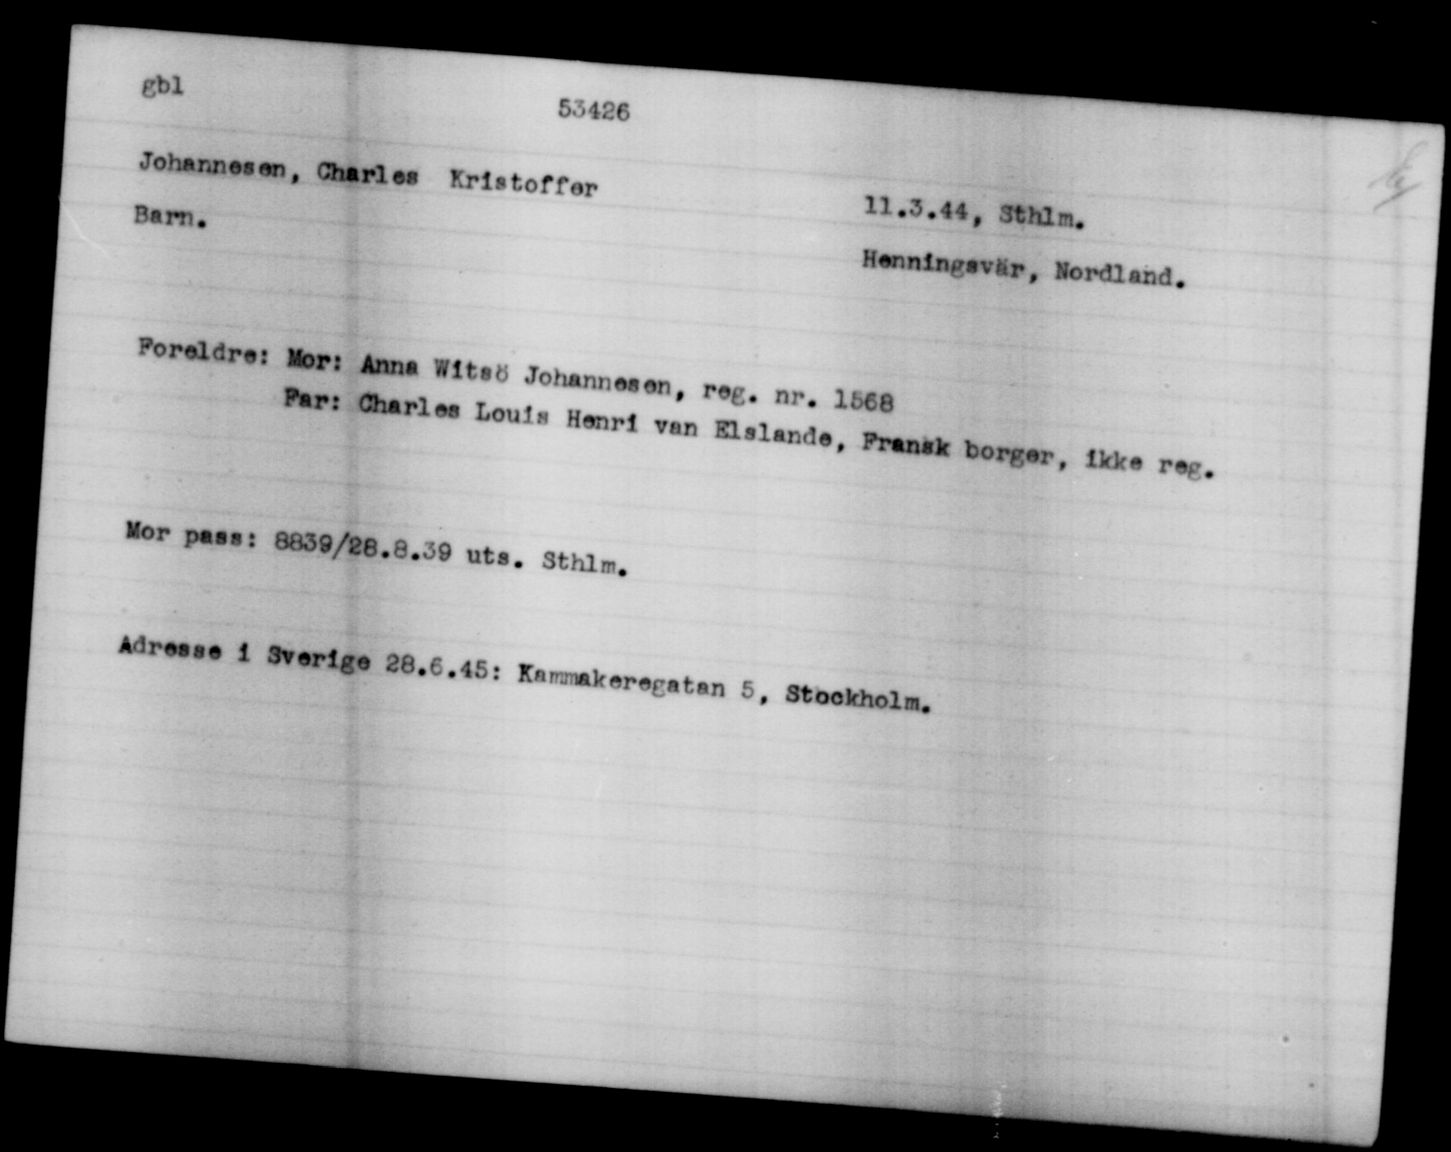 gbl
53426
Johannesen, Charles Kristoffer
11.3.44, Sthlm.
Barn.
Henningsvär, Nordland.
Foreldre: Mor: Anna Witsö Johannesen, reg. nr. 1568
Far: Charles Louis Henri van Elslande, Fransk borger, ikke reg.
Mor pass: 8839/28.8.39 uts. Sthlm.
Adresse i Sverige 28.6.45: Kammakeregatan 5, Stockholm.